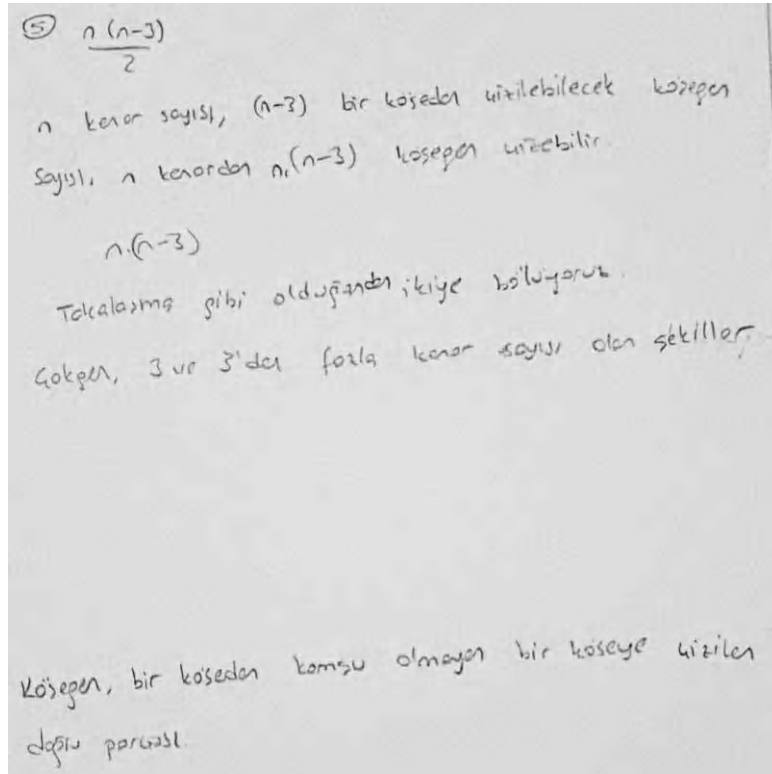 ⑤ n (n-3)
2
n kenar sayısı, (n-3) bir köşeden çizilebilecek köşegen
sayısı, n kenardan n.(n-3) köşegen çizebilir.
n.(n-3)
Tokalaşma gibi olduğundan ikiye bölüyoruz.
Çokgen, 3 ve 3'den fazla kenar sayısı olan şekiller.
Köşegen, bir köşeden komşu olmayan bir köşeye çizilen
doğru parçası.